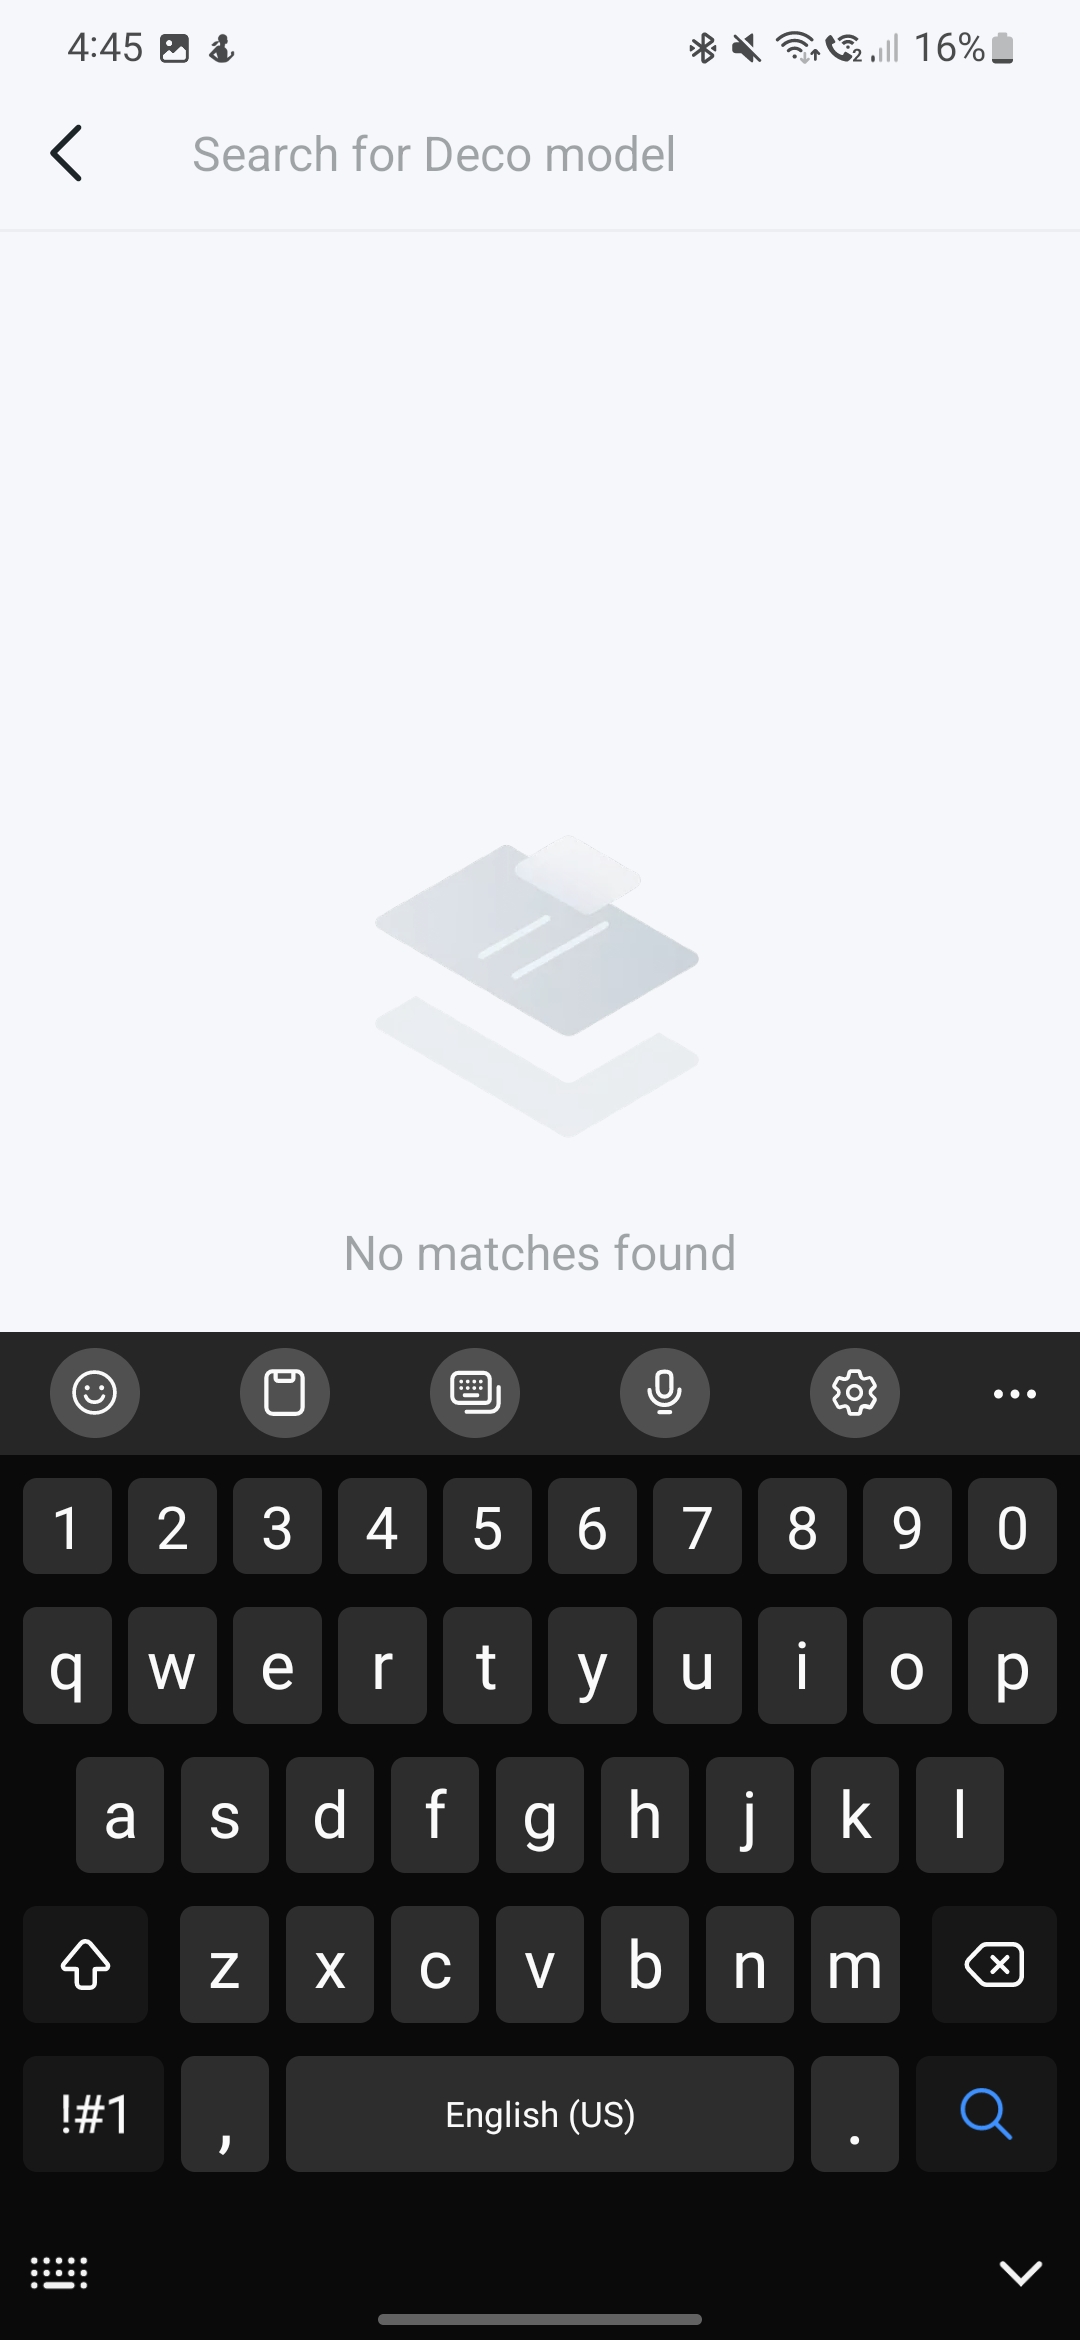 4:45 2 16%
Search for Deco model
No matches found
1 2 3 4 5 6 7 8 9 0
q w e r t y u i o p
a s d f g h j k l
z x c v b n m
!#1 , English (US) .